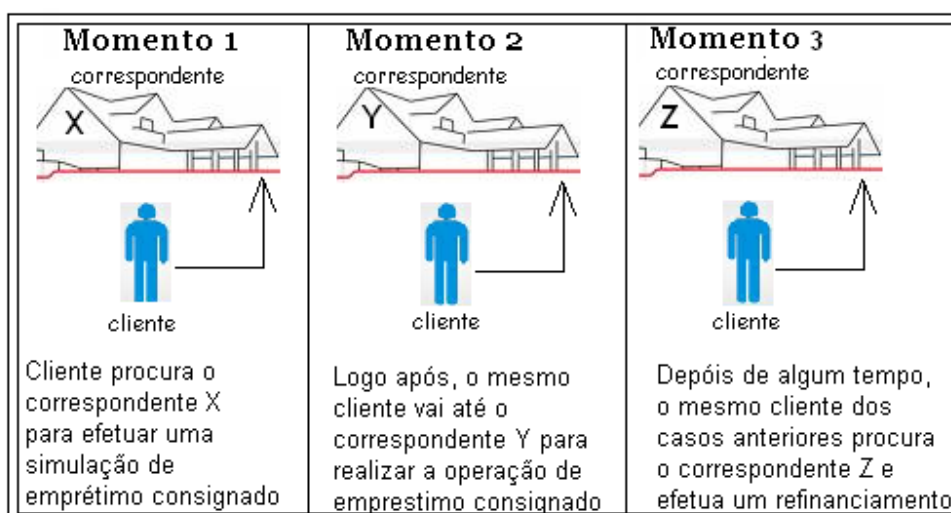 Momento 1
correspondente
X
cliente
Cliente procura o
correspondente X
para efetuar uma
simulação de
emprétimo consignado
Momento 2
correspondente
Y
cliente
Logo após, o mesmo
cliente vai até o
correspondente Y para
realizar a operação de
emprestimo consignado
Momento 3
correspondente
Z
cliente
Depóis de algum tempo,
o mesmo cliente dos
casos anteriores procura
o correspondente Z e
efetua um refinanciamento